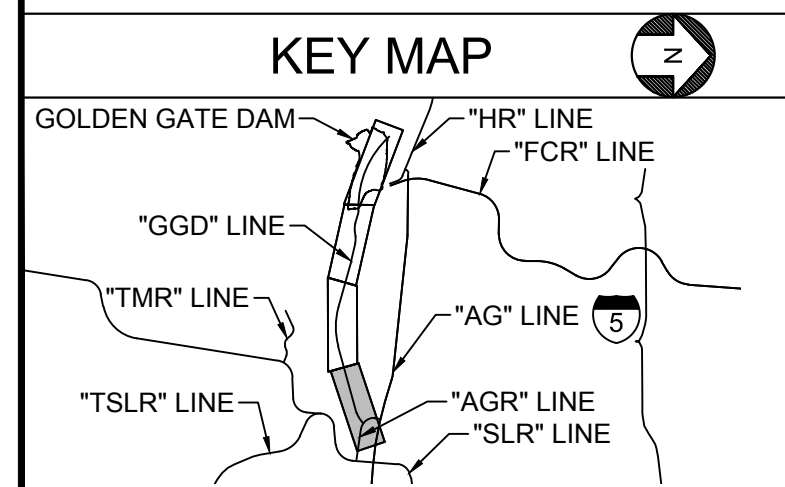 KEY MAP
N
GOLDEN GATE DAM
"HR" LINE
"FCR" LINE
"GGD" LINE
"TMR" LINE
"AG" LINE
5
"TSLR" LINE
"AGR" LINE
"SLR" LINE